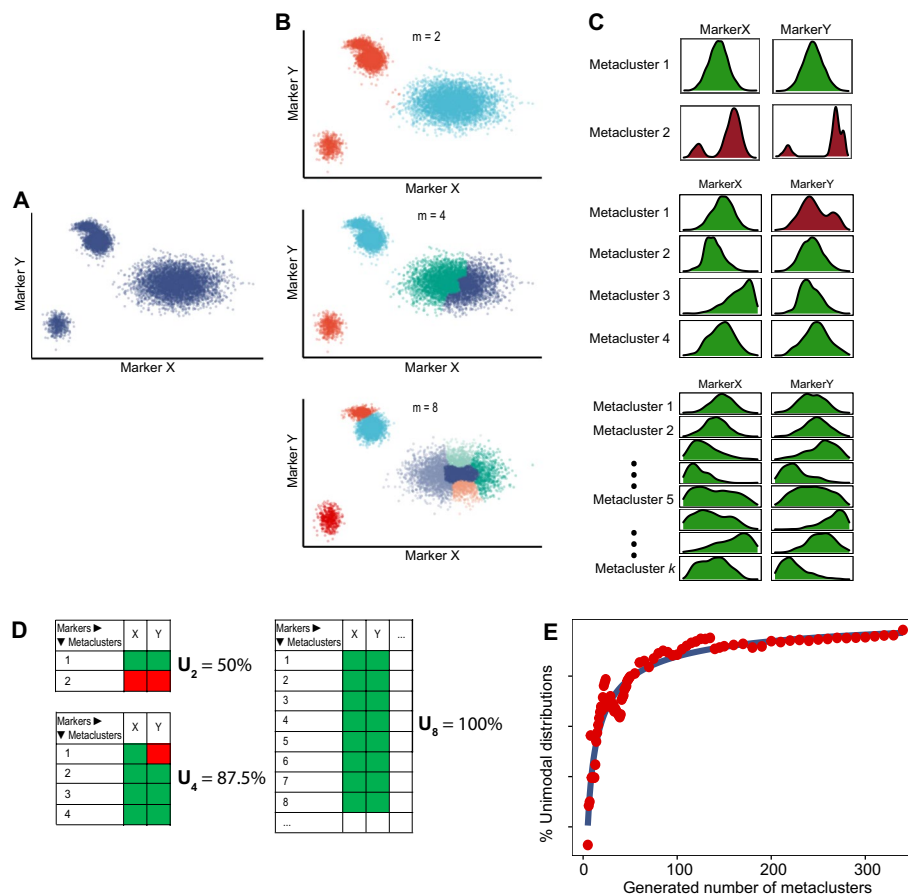 A
Marker Y
Marker X
B
m = 2
Marker Y
Marker X
m = 4
Marker Y
Marker X
m = 8
Marker Y
Marker X
C
MarkerX MarkerY
Metacluster 1
Metacluster 2
MarkerX MarkerY
Metacluster 1
Metacluster 2
Metacluster 3
Metacluster 4
MarkerX MarkerY
Metacluster 1
Metacluster 2
Metacluster 5
Metacluster k
D
Markers ▶ X Y
▼ Metaclusters
1
2
U2 = 50%
Markers ▶ X Y
▼ Metaclusters
1
2
3
4
U4 = 87.5%
Markers ▶ X Y ...
▼ Metaclusters
1
2
3
4
5
6
7
8
...
U8 = 100%
E
% Unimodal distributions
0 100 200 300
Generated number of metaclusters